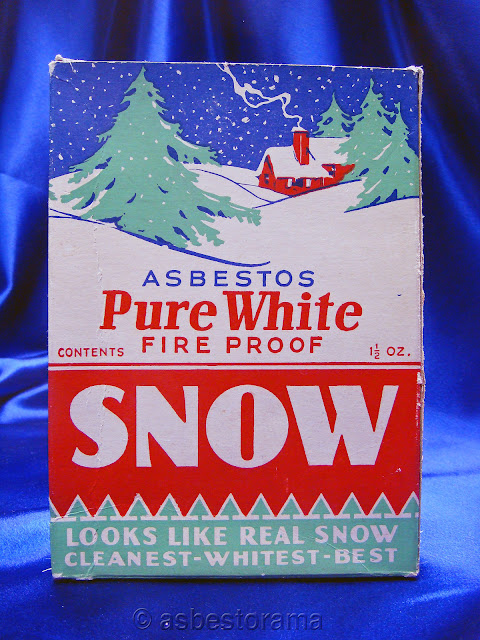 ASBESTOS
Pure White
FIRE PROOF
CONTENTS 1½ OZ.
SNOW
LOOKS LIKE REAL SNOW
CLEANEST-WHITEST-BEST
© asbestorama